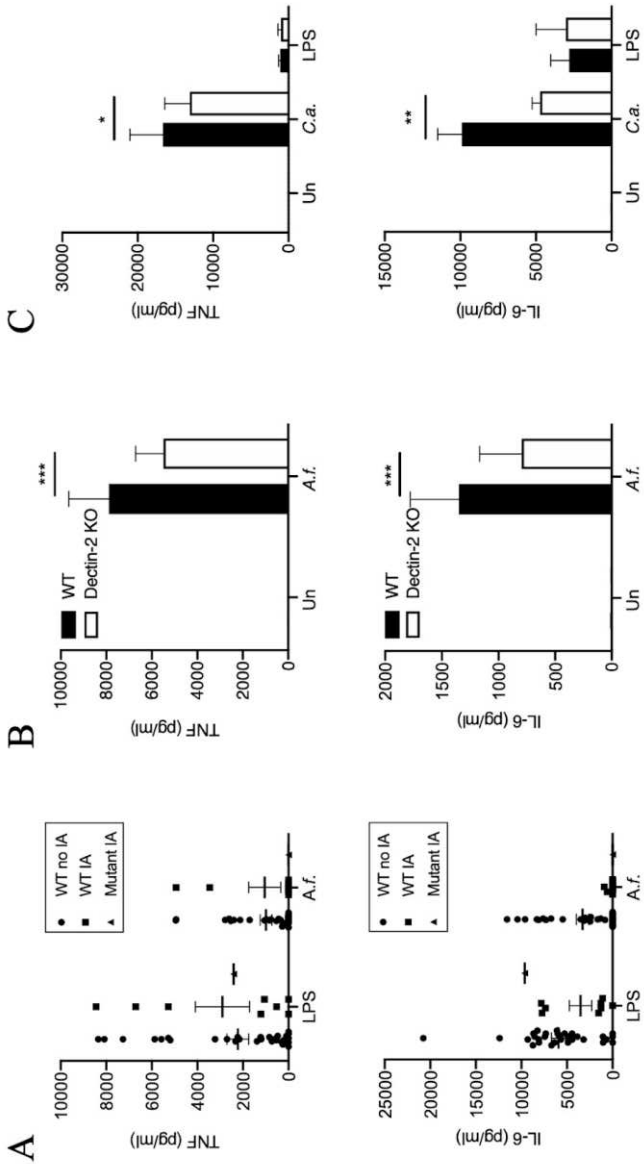 A
TNF (pg/ml)
10000
8000
6000
4000
2000
0
WT no IA
WT IA
Mutant IA
LPS
A.f.
IL-6 (pg/ml)
25000
20000
15000
10000
5000
0
WT no IA
WT IA
Mutant IA
LPS
A.f.
B
TNF (pg/ml)
10000
8000
6000
4000
2000
0
WT
Dectin-2 KO
***
Un
A.f.
IL-6 (pg/ml)
2000
1500
1000
500
0
WT
Dectin-2 KO
***
Un
A.f.
C
TNF (pg/ml)
30000
20000
10000
0
*
Un
C.a.
LPS
IL-6 (pg/ml)
15000
10000
5000
0
**
Un
C.a.
LPS